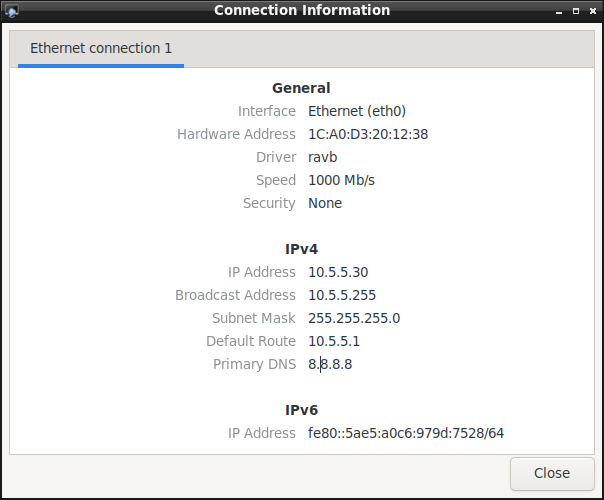 Connection Information
Ethernet connection 1
General
Interface Ethernet (eth0)
Hardware Address 1C:A0:D3:20:12:38
Driver ravb
Speed 1000 Mb/s
Security None
IPv4
IP Address 10.5.5.30
Broadcast Address 10.5.5.255
Subnet Mask 255.255.255.0
Default Route 10.5.5.1
Primary DNS 8.8.8.8
IPv6
IP Address fe80::5ae5:a0c6:979d:7528/64
Close